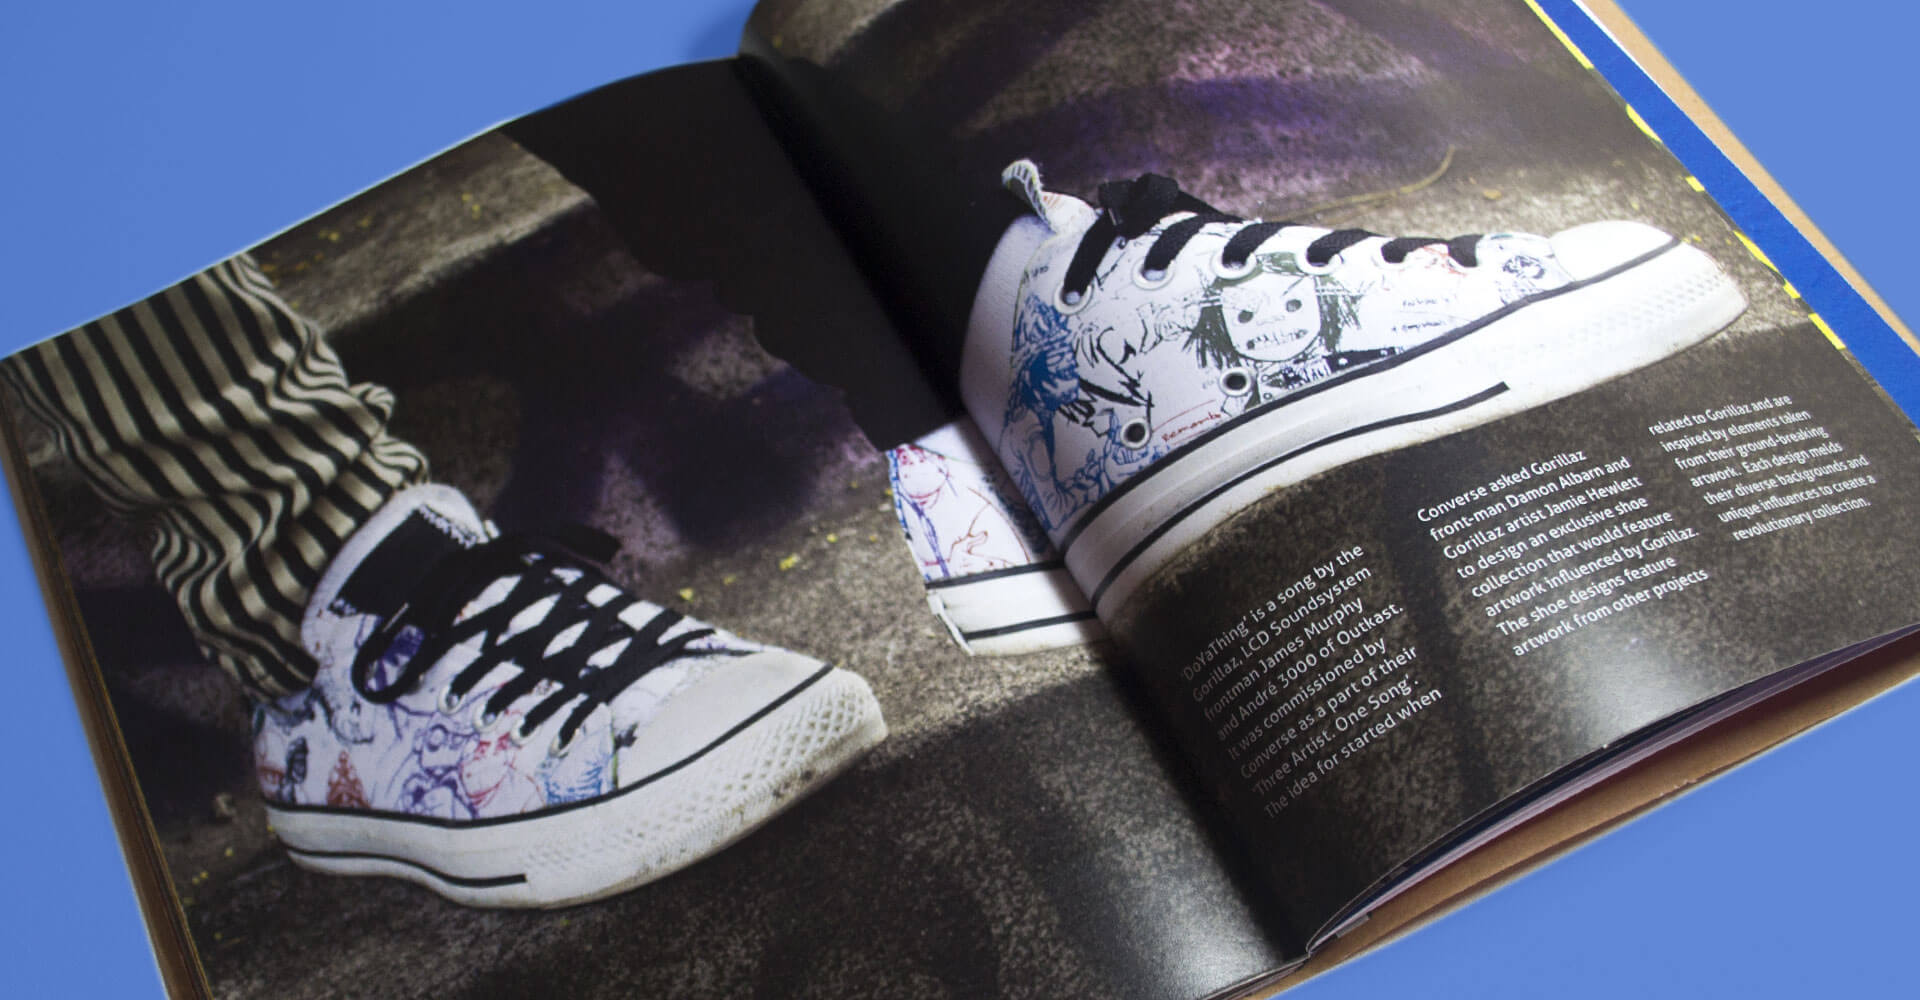 'DoYaThing' is a song by the
Gorillaz, LCD Soundsystem
frontman James Murphy
and André 3000 of Outkast.
It was commissioned by
Converse as a part of their
'Three Artist. One Song'.
The idea for started when
Converse asked Gorillaz
front-man Damon Albarn and
Gorillaz artist Jamie Hewlett
to design an exclusive shoe
collection that would feature
artwork influenced by Gorillaz.
The shoe designs feature
artwork from other projects
related to Gorillaz and are
inspired by elements taken
from their ground-breaking
artwork. Each design melds
their diverse backgrounds and
unique influences to create a
revolutionary collection.